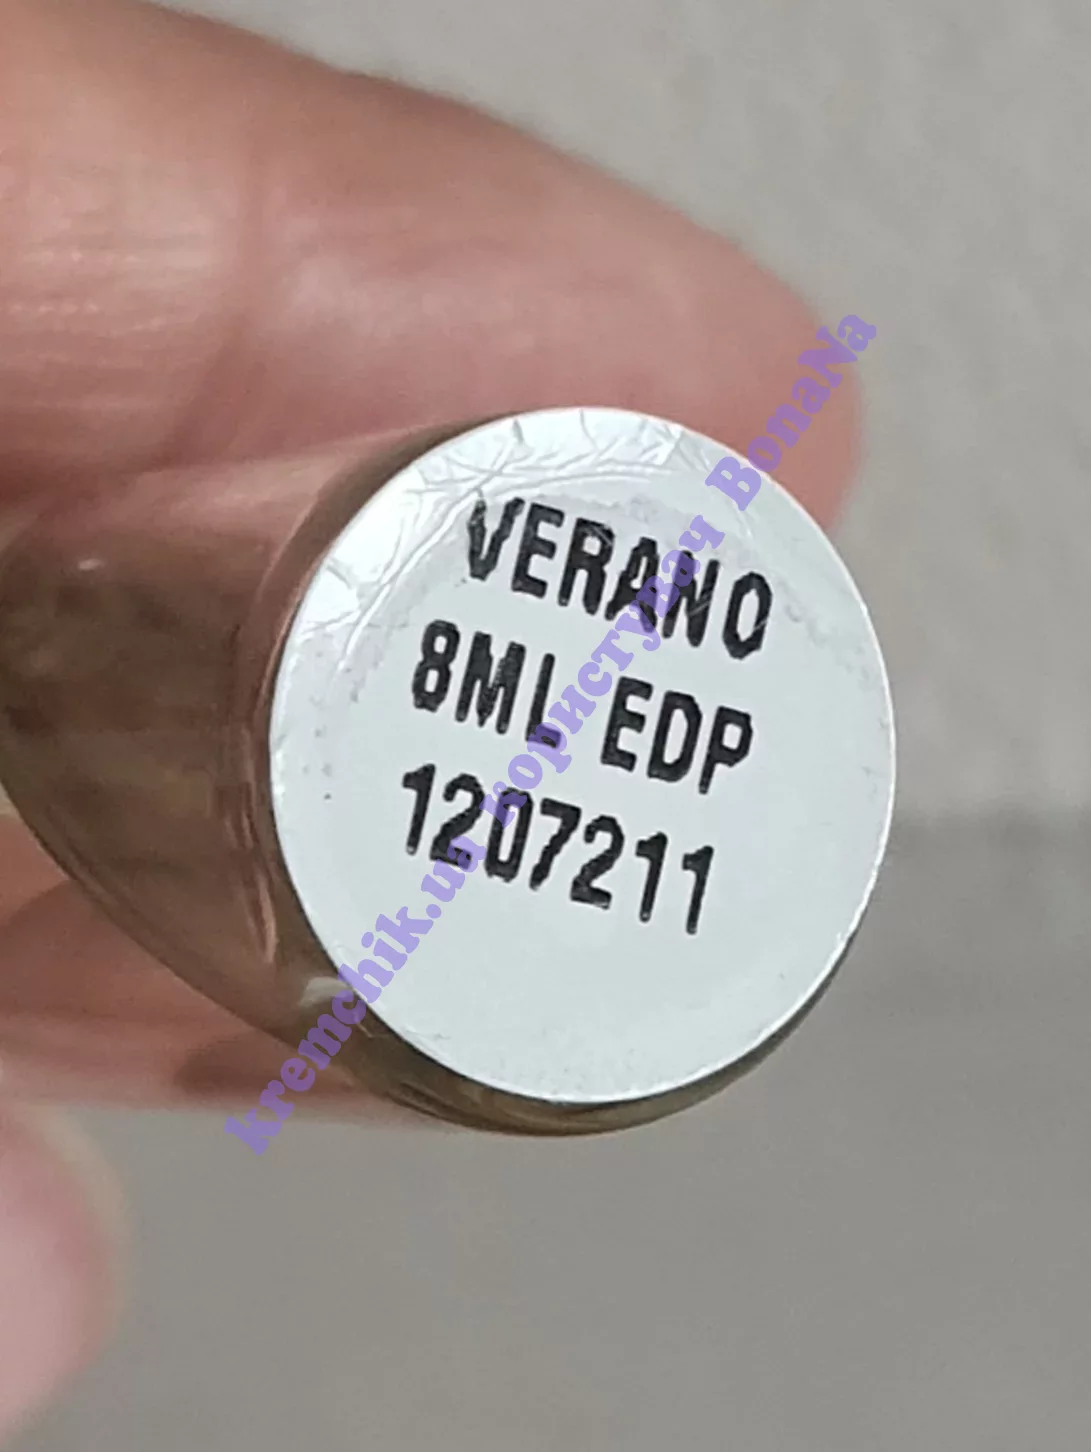 VERANO
8ML EDP
1207211
kremchik.ua користувач BonaNa